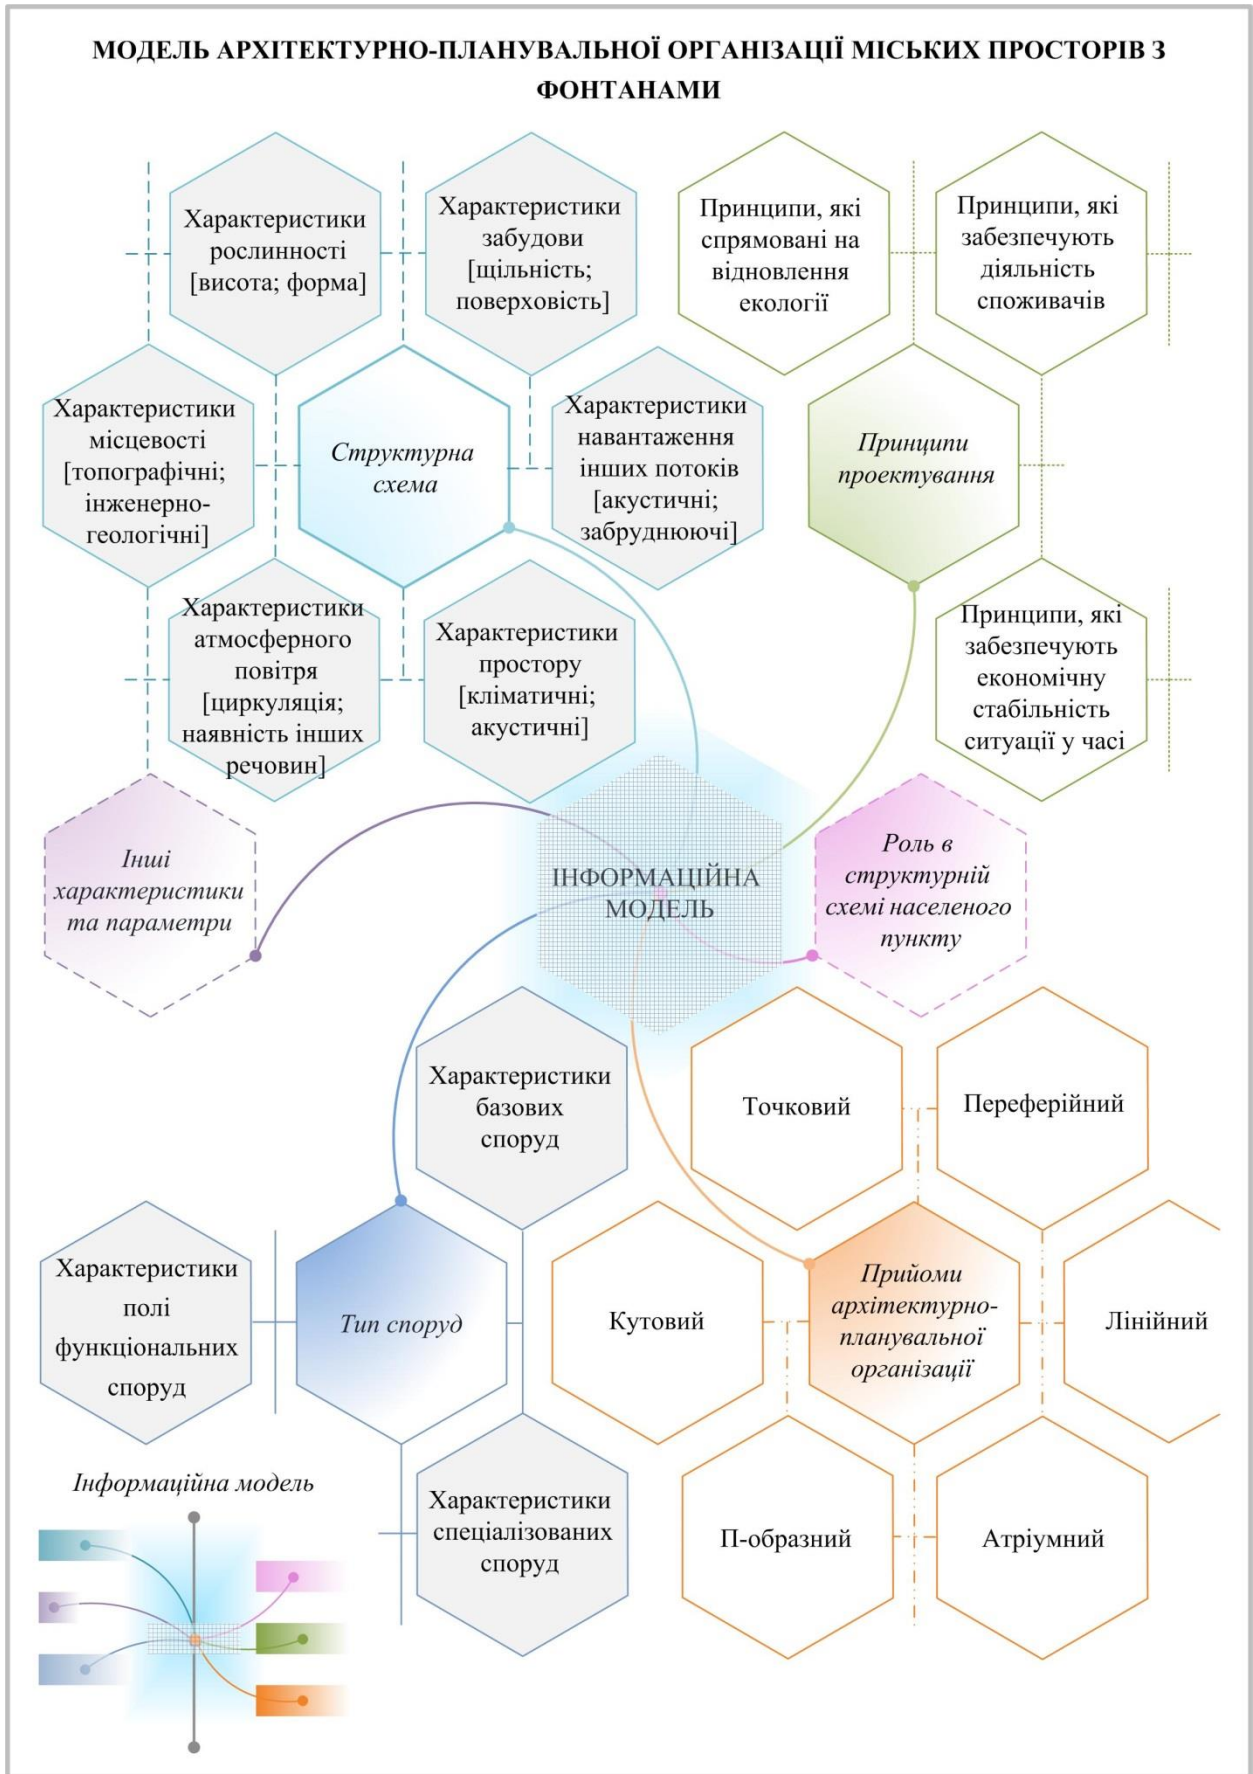 МОДЕЛЬ АРХІТЕКТУРНО-ПЛАНУВАЛЬНОЇ ОРГАНІЗАЦІЇ МІСЬКИХ ПРОСТОРІВ З
ФОНТАНАМИ
Характеристики
рослинності
[висота; форма]
Характеристики
забудови
[щільність;
поверховість]
Принципи, які
спрямовані на
відновлення
екології
Принципи, які
забезпечують
діяльність
споживачів
Характеристики
місцевості
[топографічні;
інженерно-
геологічні]
Структурна
схема
Характеристики
навантаження
інших потоків
[акустичні;
забруднюючі]
Принципи
проектування
Характеристики
атмосферного
повітря
[циркуляція;
наявність інших
речовин]
Характеристики
простору
[кліматичні;
акустичні]
Принципи, які
забезпечують
економічну
стабільність
ситуації у часі
Інші
характеристики
та параметри
ІНФОРМАЦІЙНА
МОДЕЛЬ
Роль в
структурній
схемі населеного
пункту
Характеристики
базових
споруд
Точковий
Переферійний
Характеристики
полі
функціональних
споруд
Тип споруд
Кутовий
Прийоми
архітектурно-
планувальної
організації
Лінійний
Інформаційна модель
Характеристики
спеціалізованих
споруд
П-образний
Атріумний